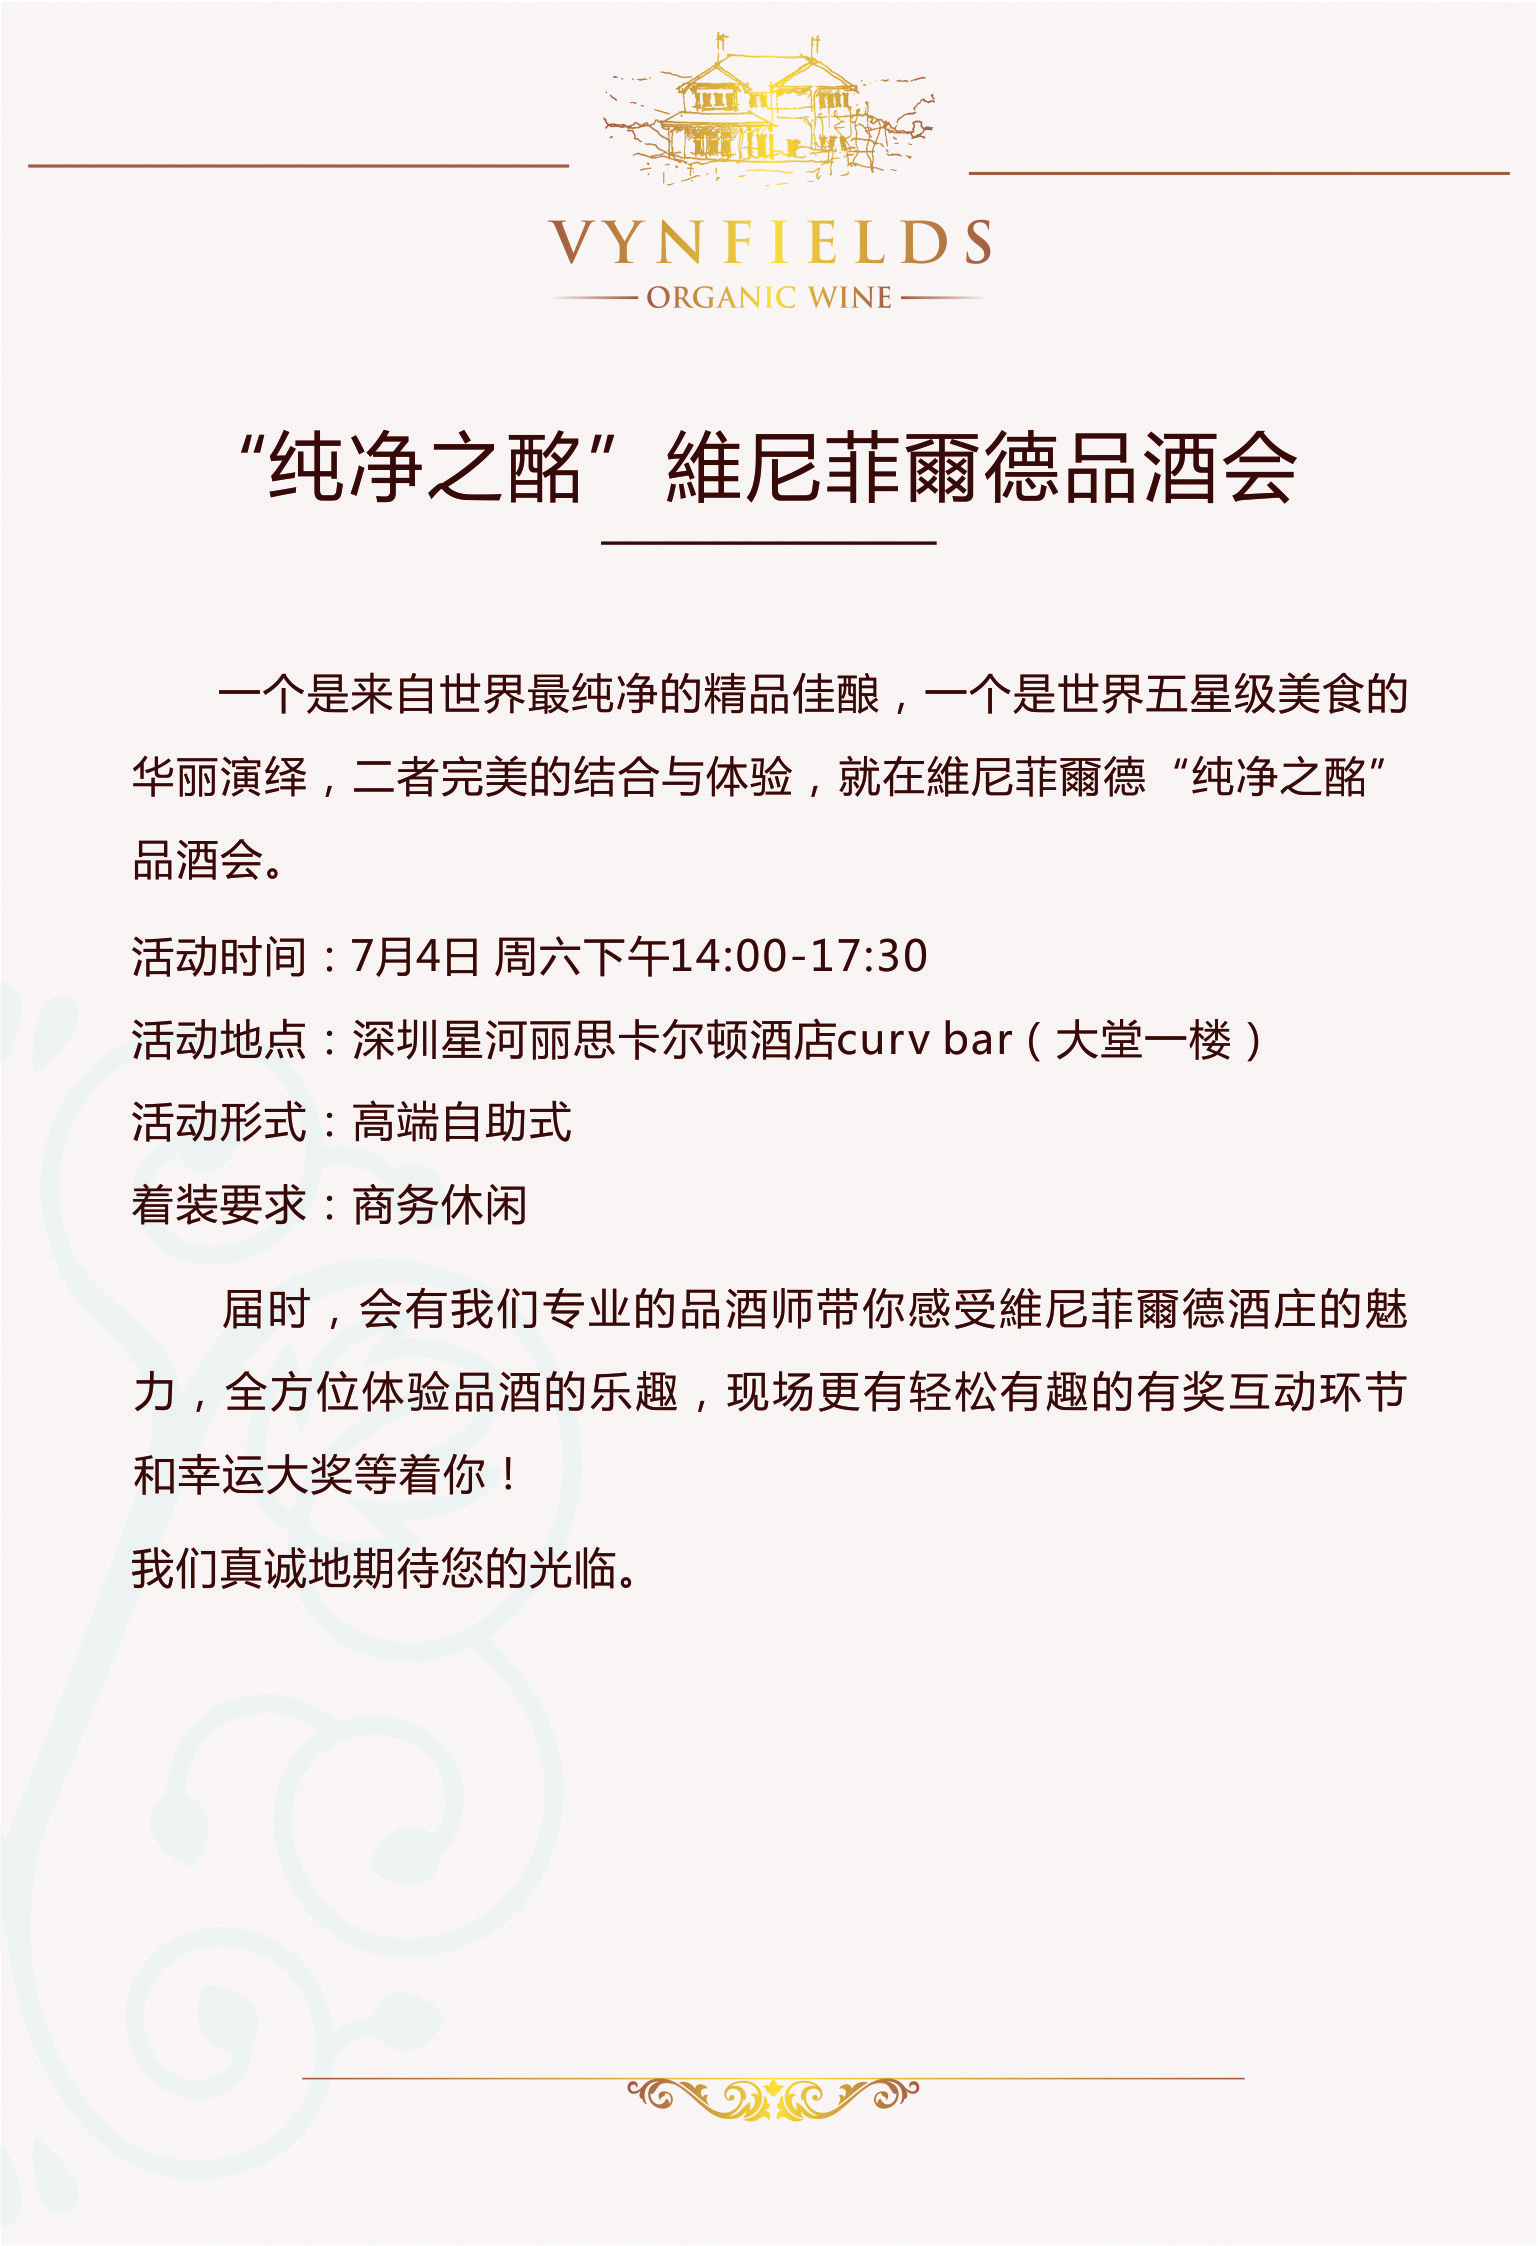 VYNFIELDS
ORGANIC WINE
“纯净之酩”維尼菲爾德品酒会
一个是来自世界最纯净的精品佳酿，一个是世界五星级美食的
华丽演绎，二者完美的结合与体验，就在維尼菲爾德“纯净之酩”
品酒会。
活动时间：7月4日 周六下午14:00-17:30
活动地点：深圳星河丽思卡尔顿酒店curv bar（大堂一楼）
活动形式：高端自助式
着装要求：商务休闲
届时，会有我们专业的品酒师带你感受維尼菲爾德酒庄的魅
力，全方位体验品酒的乐趣，现场更有轻松有趣的有奖互动环节
和幸运大奖等着你！
我们真诚地期待您的光临。